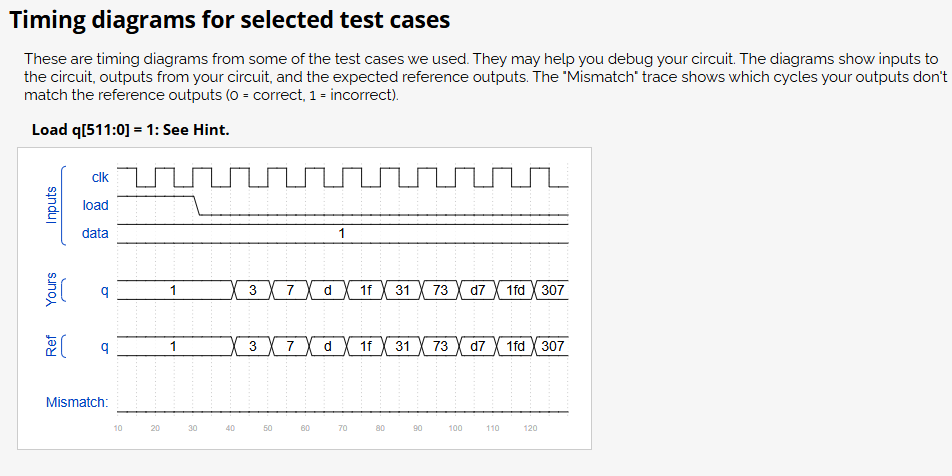 Timing diagrams for selected test cases
These are timing diagrams from some of the test cases we used. They may help you debug your circuit. The diagrams show inputs to
the circuit, outputs from your circuit, and the expected reference outputs. The "Mismatch" trace shows which cycles your outputs don't
match the reference outputs (0 = correct, 1 = incorrect).
Load q[511:0] = 1: See Hint.
Inputs
clk
load
data 1
Yours
q 1 3 7 d 1f 31 73 d7 1fd 307
Ref
q 1 3 7 d 1f 31 73 d7 1fd 307
Mismatch:
10 20 30 40 50 60 70 80 90 100 110 120